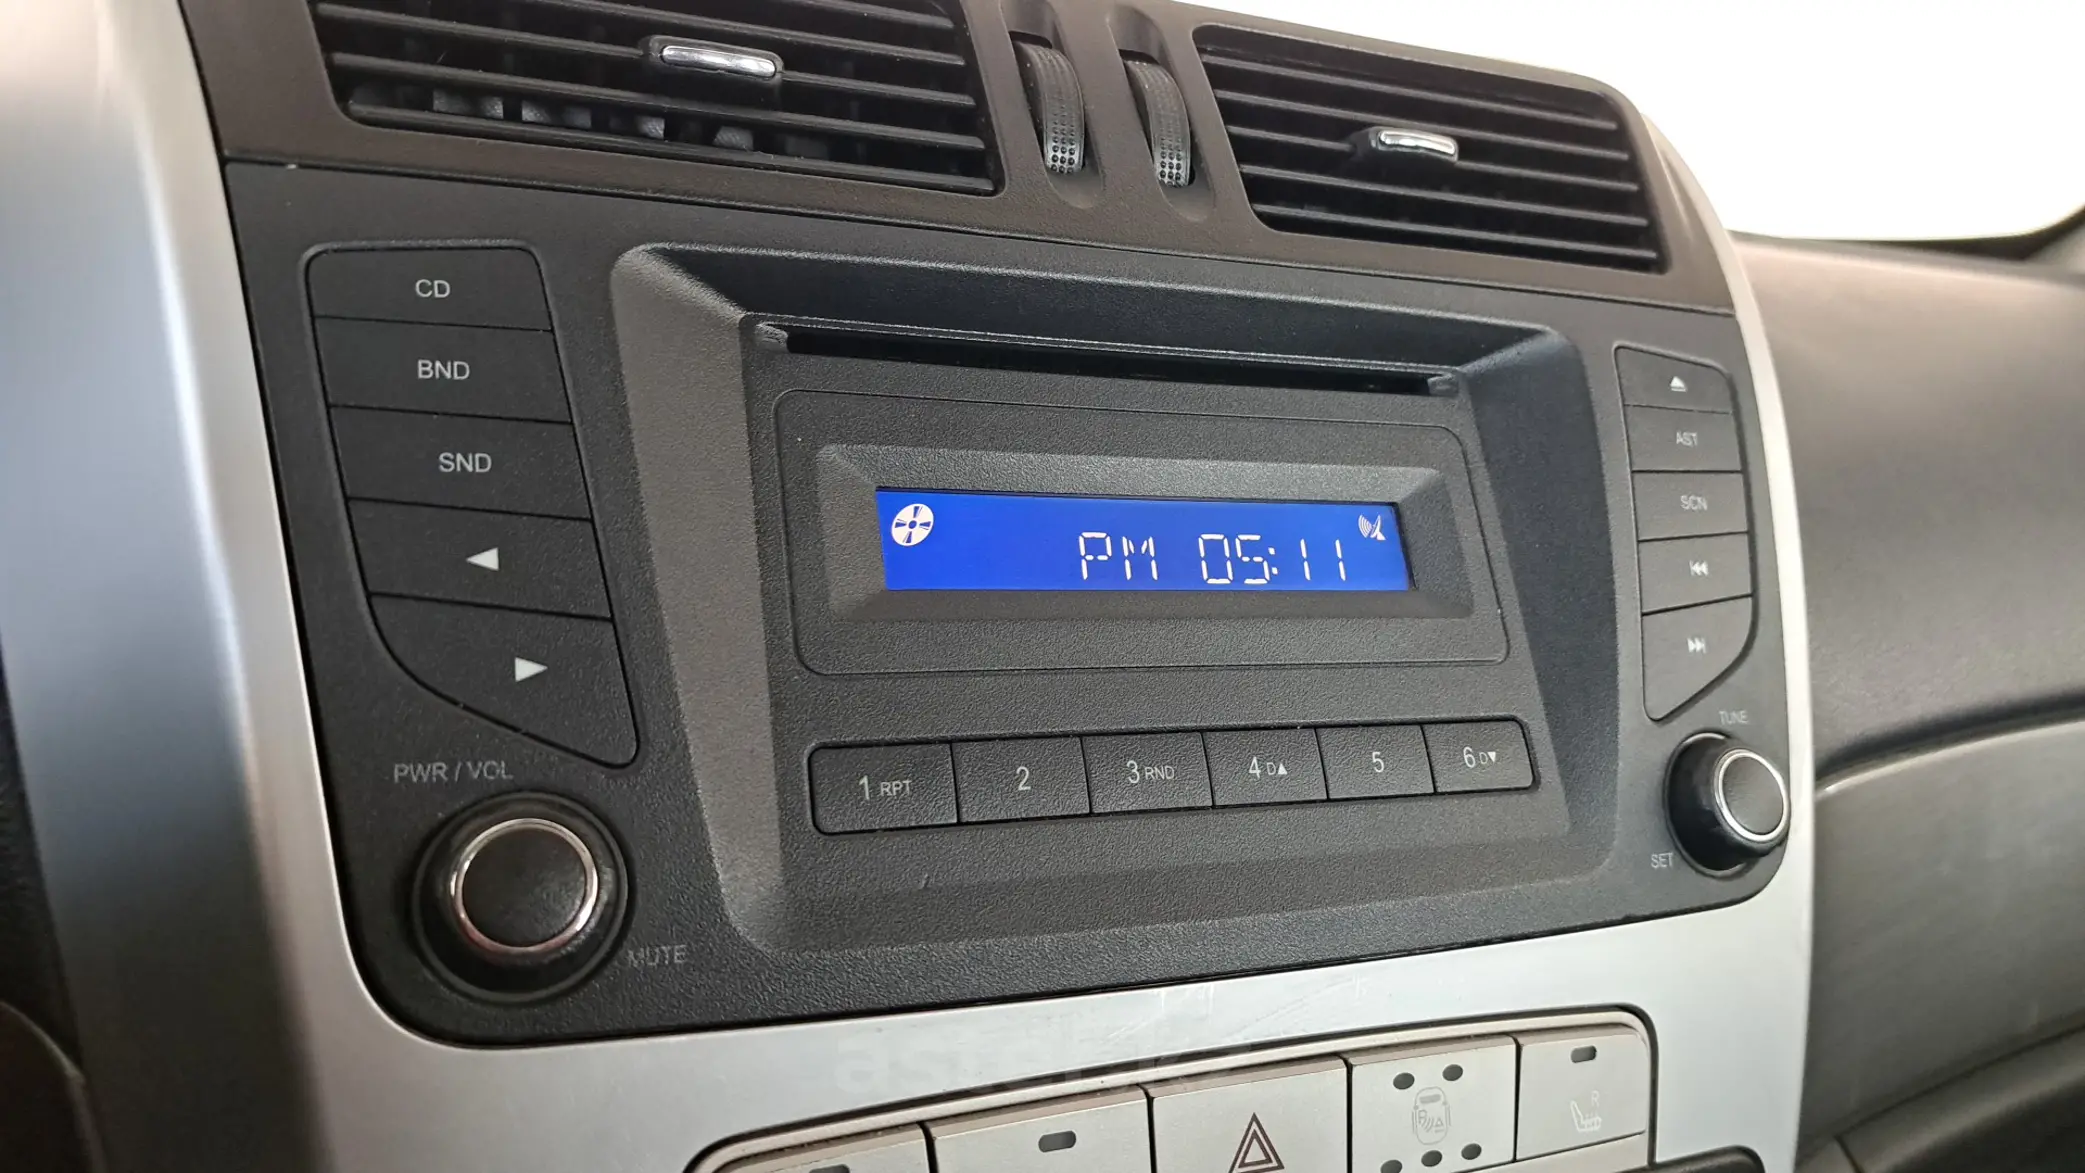 CD
BND
SND
PWR / VOL
MUTE
PM 05:11
1 RPT
2
3 RND
4 D▲
5
6 D▼
AST
SCN
TUNE
SET
R